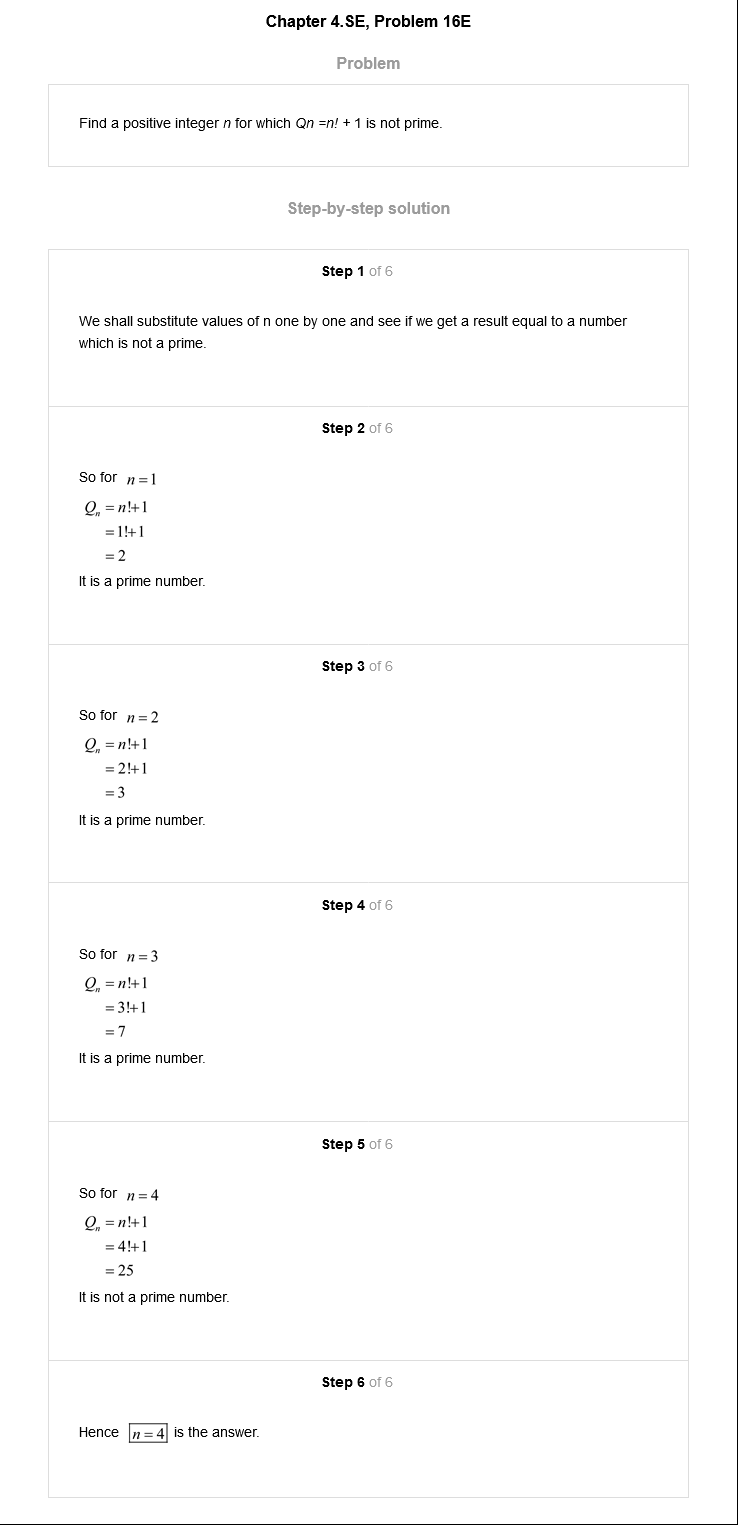 Chapter 4.SE, Problem 16E
Problem
Find a positive integer n for which Qn =n! + 1 is not prime.
Step-by-step solution
Step 1 of 6
We shall substitute values of n one by one and see if we get a result equal to a number
which is not a prime.
Step 2 of 6
So for n = 1
Qₙ = n!+1
= 1!+1
= 2
It is a prime number.
Step 3 of 6
So for n = 2
Qₙ = n!+1
= 2!+1
= 3
It is a prime number.
Step 4 of 6
So for n = 3
Qₙ = n!+1
= 3!+1
= 7
It is a prime number.
Step 5 of 6
So for n = 4
Qₙ = n!+1
= 4!+1
= 25
It is not a prime number.
Step 6 of 6
Hence n = 4 is the answer.